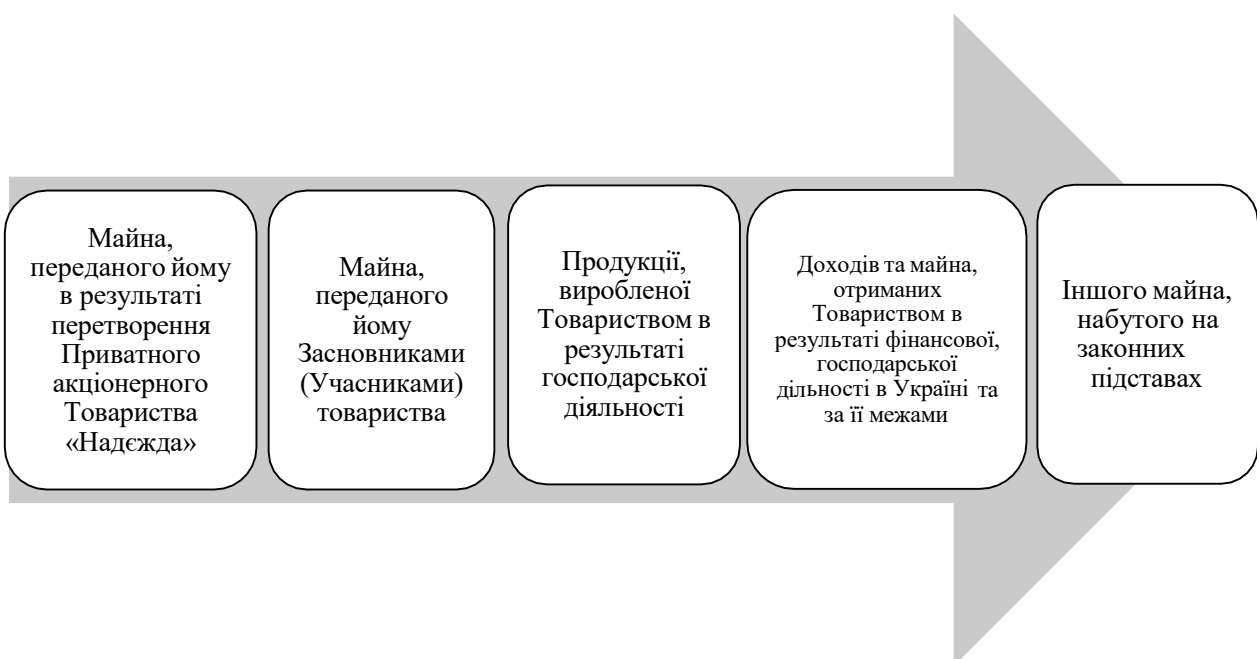 Майна,
переданого йому
в результаті
перетворення
Приватного
акціонерного
Товариства
«Надєжда»
Майна,
переданого
йому
Засновниками
(Учасниками)
товариства
Продукції,
виробленої
Товариством в
результаті
господарської
діяльності
Доходів та майна,
отриманих
Товариством в
результаті фінансової,
господарської
дільності в Україні та
за її межами
Іншого майна,
набутого на
законних
підставах